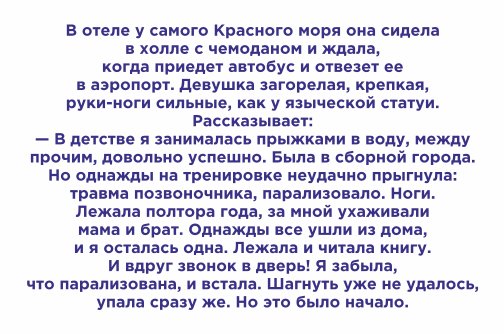 В отеле у самого Красного моря она сидела
в холле с чемоданом и ждала,
когда приедет автобус и отвезет ее
в аэропорт. Девушка загорелая, крепкая,
руки-ноги сильные, как у языческой статуи.
Рассказывает:
— В детстве я занималась прыжками в воду, между
прочим, довольно успешно. Была в сборной города.
Но однажды на тренировке неудачно прыгнула:
травма позвоночника, парализовало. Ноги.
Лежала полтора года, за мной ухаживали
мама и брат. Однажды все ушли из дома,
и я осталась одна. Лежала и читала книгу.
И вдруг звонок в дверь! Я забыла,
что парализована, и встала. Шагнуть уже не удалось,
упала сразу же. Но это было начало.